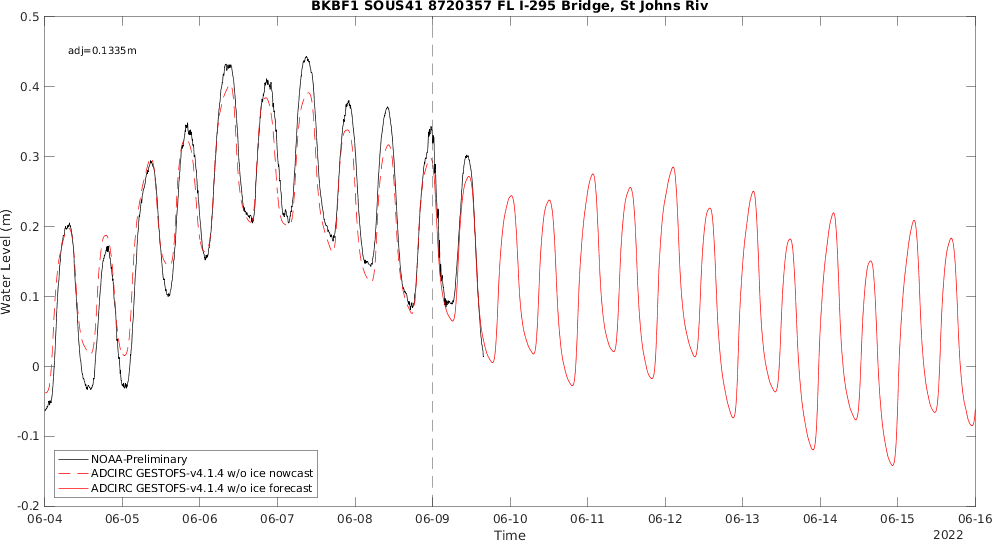 BKBF1 SOUS41 8720357 FL I-295 Bridge, St Johns Riv
adj=0.1335m
Water Level (m)
0.5
0.4
0.3
0.2
0.1
0
-0.1
-0.2
NOAA-Preliminary
ADCIRC GESTOFS-v4.1.4 w/o ice nowcast
ADCIRC GESTOFS-v4.1.4 w/o ice forecast
06-04 06-05 06-06 06-07 06-08 06-09 06-10 06-11 06-12 06-13 06-14 06-15 06-16
Time
2022